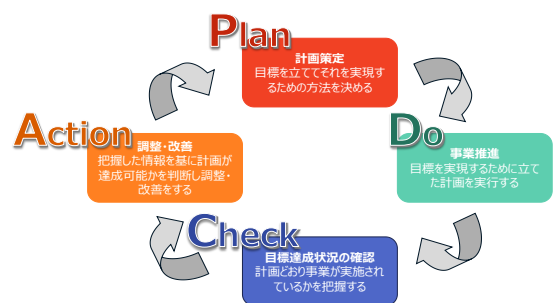 Plan
計画策定
目標を立ててそれを実現す
るための方法を決める
Do
事業推進
目標を実現するために立て
た計画を実行する
Check
目標達成状況の確認
計画どおり事業が実施され
ているかを把握する
Action
調整・改善
把握した情報を基に計画が
達成可能かを判断し調整・
改善をする